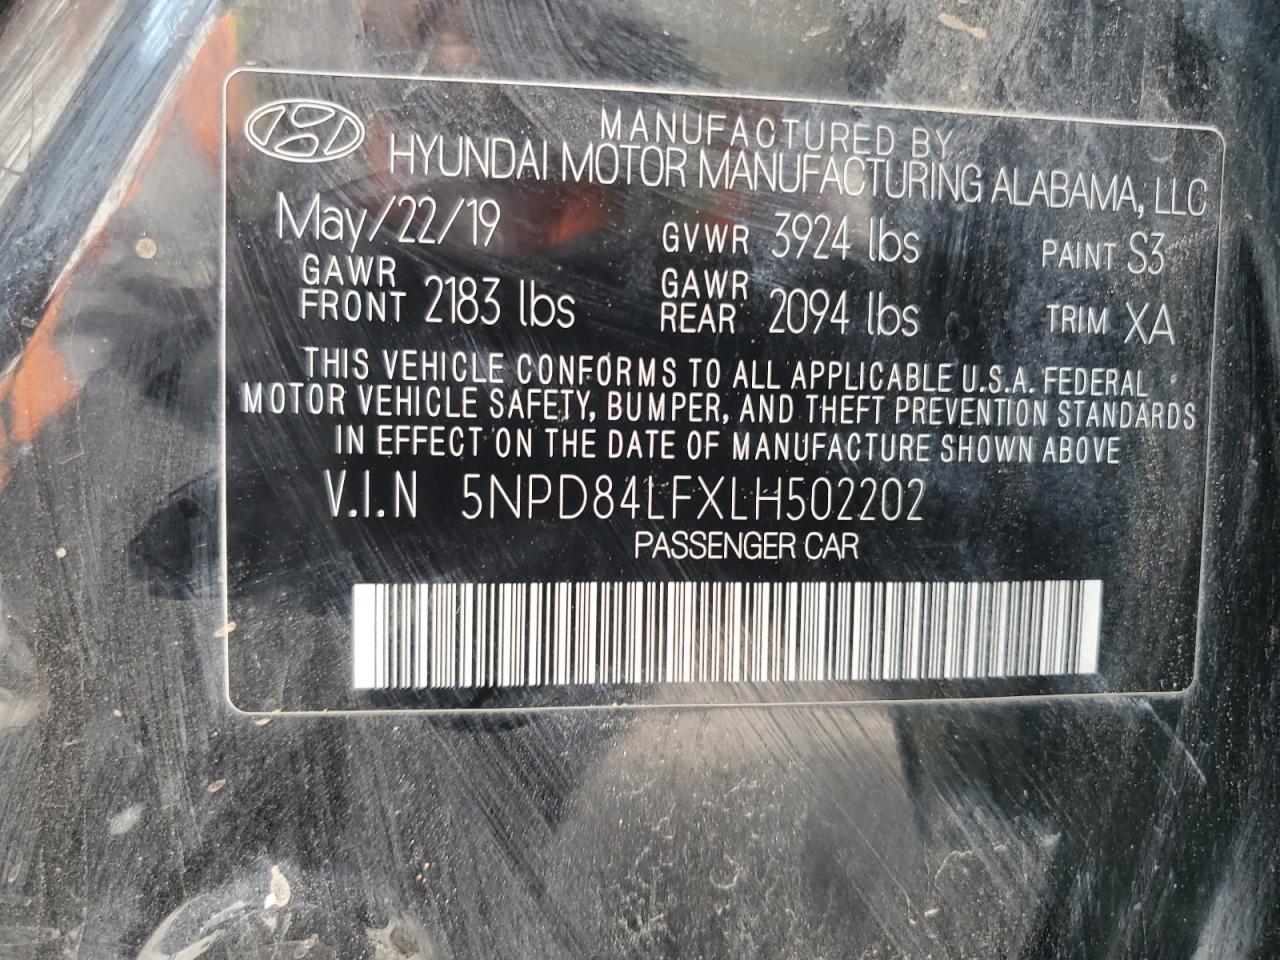 MANUFACTURED BY
HYUNDAI MOTOR MANUFACTURING ALABAMA, LLC
May/22/19 GVWR 3924 lbs PAINT S3
GAWR FRONT 2183 lbs GAWR REAR 2094 lbs TRIM XA
THIS VEHICLE CONFORMS TO ALL APPLICABLE U.S.A. FEDERAL
MOTOR VEHICLE SAFETY, BUMPER, AND THEFT PREVENTION STANDARDS
IN EFFECT ON THE DATE OF MANUFACTURE SHOWN ABOVE
V.I.N 5NPD84LFXLH502202
PASSENGER CAR